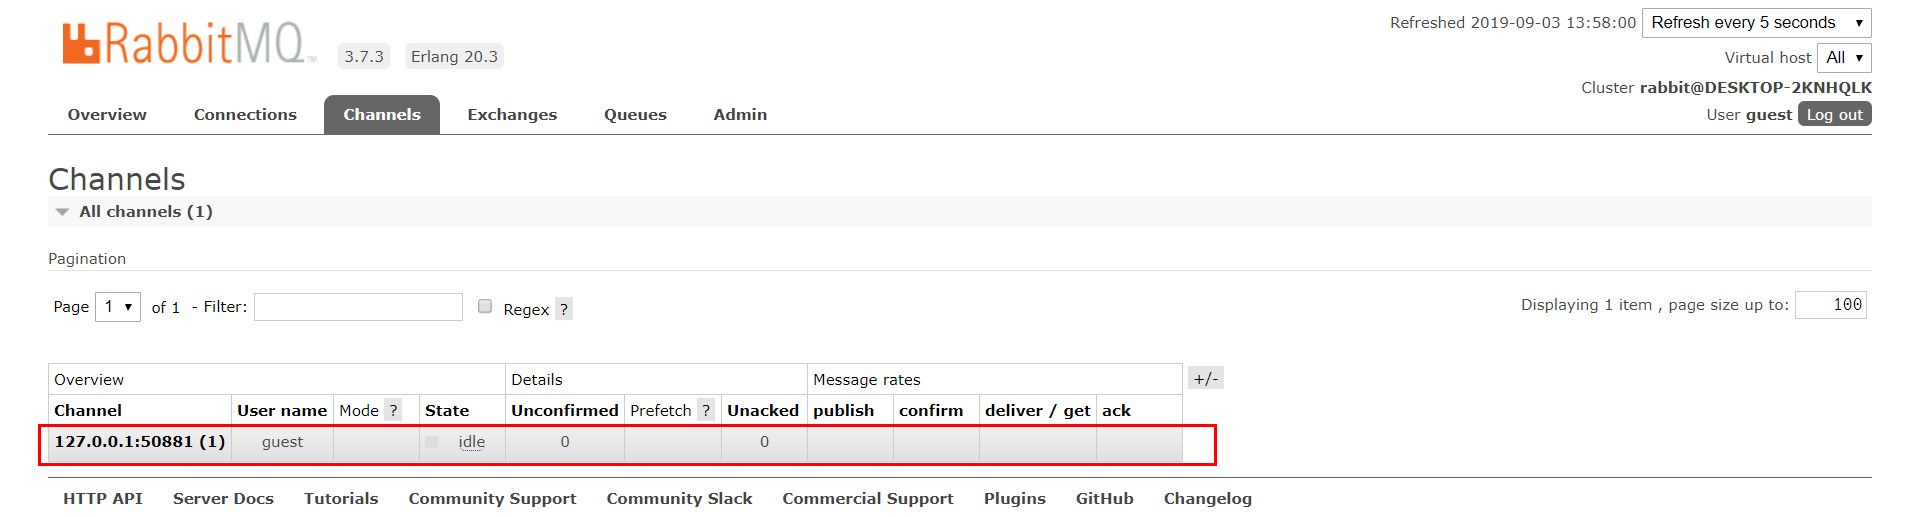 RabbitMQ TM 3.7.3 Erlang 20.3
Refreshed 2019-09-03 13:58:00 Refresh every 5 seconds
Virtual host All
Cluster rabbit@DESKTOP-2KNHQLK
User guest Log out
Overview Connections Channels Exchanges Queues Admin
Channels
All channels (1)
Pagination
Page 1 of 1 - Filter: Regex ?
Displaying 1 item , page size up to: 100
Overview Details Message rates +/-
Channel User name Mode ? State Unconfirmed Prefetch ? Unacked publish confirm deliver / get ack
127.0.0.1:50881 (1) guest idle 0 0
HTTP API Server Docs Tutorials Community Support Community Slack Commercial Support Plugins GitHub Changelog